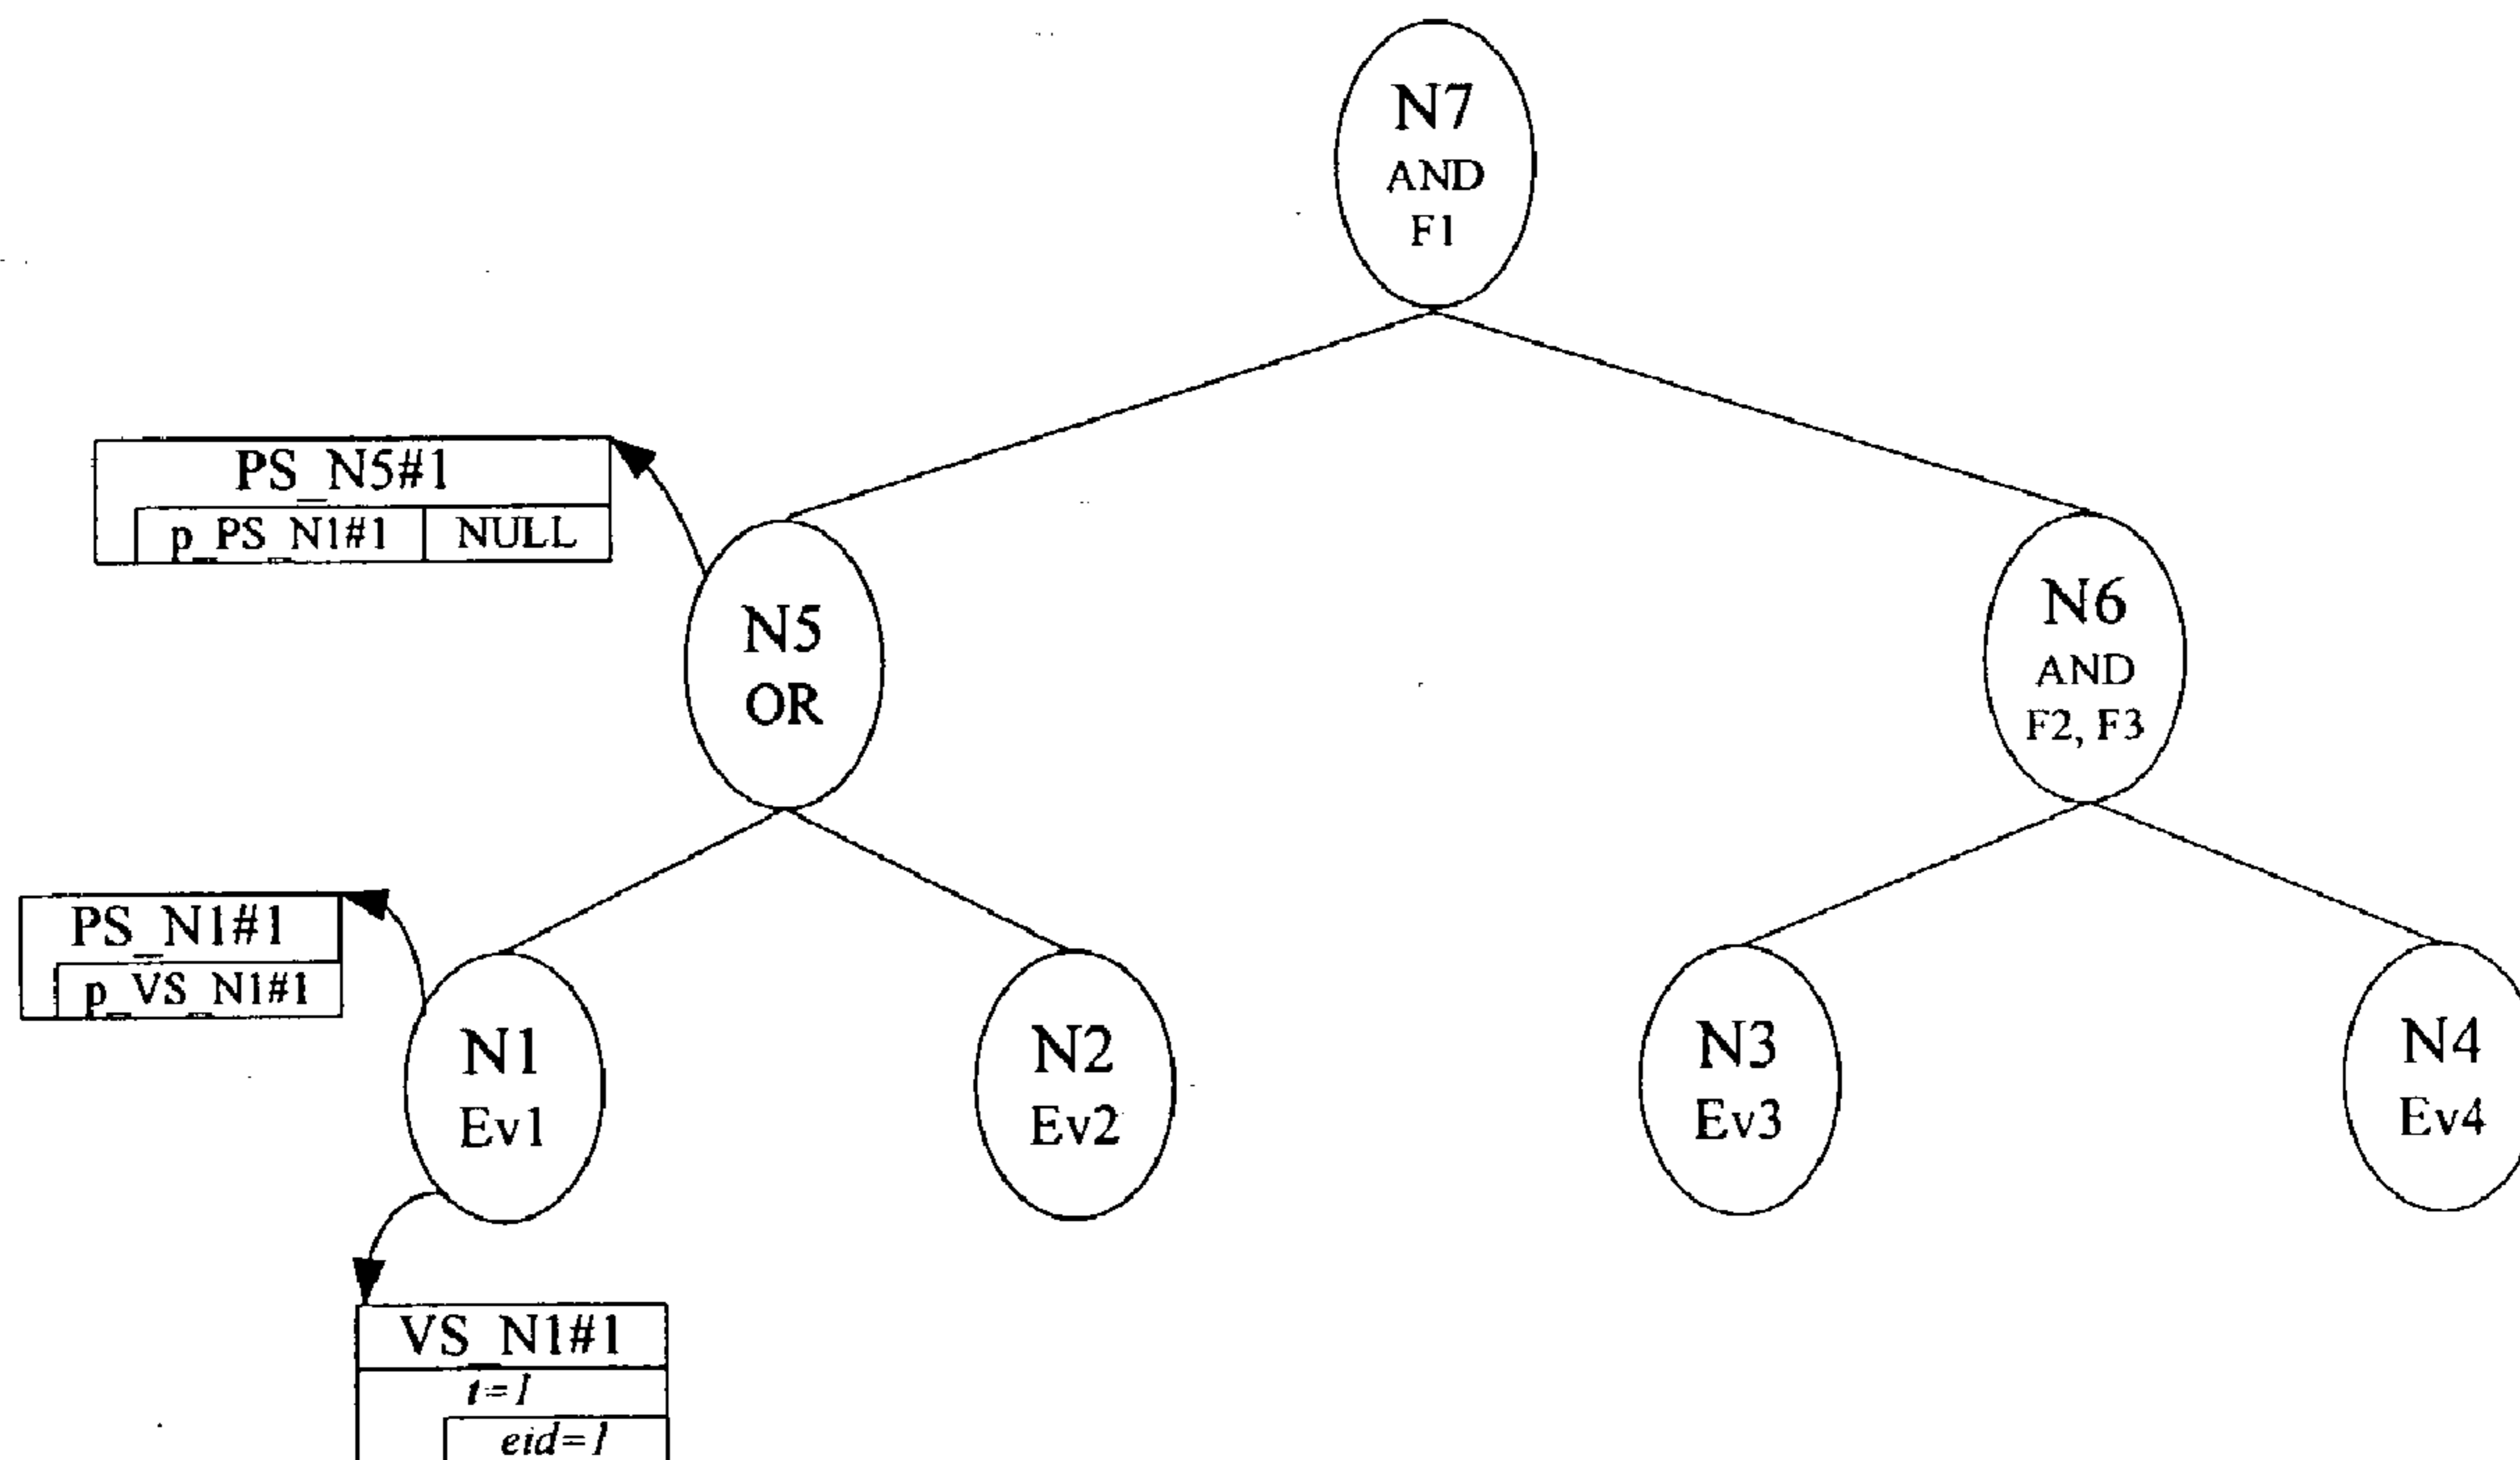 N7
AND
F1
PS_N5#1
p_PS_N1#1 NULL
N5
OR
N6
AND
F2, F3
PS_N1#1
p_VS_N1#1
N1
Ev1
N2
Ev2
N3
Ev3
N4
Ev4
VS_N1#1
t=1
eid=1